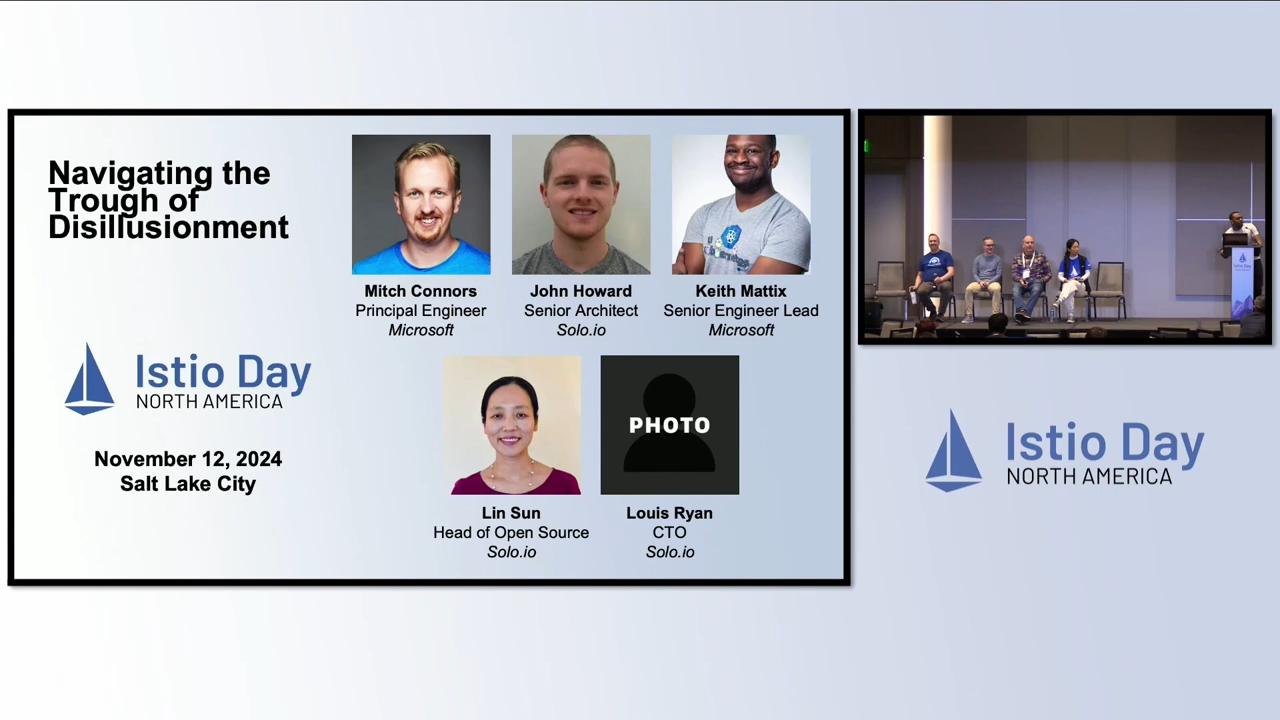 Navigating the
Trough of
Disillusionment
Istio Day
NORTH AMERICA
November 12, 2024
Salt Lake City
Mitch Connors
Principal Engineer
Microsoft
John Howard
Senior Architect
Solo.io
Keith Mattix
Senior Engineer Lead
Microsoft
Lin Sun
Head of Open Source
Solo.io
PHOTO
Louis Ryan
CTO
Solo.io
Istio Day
Istio Day
NORTH AMERICA